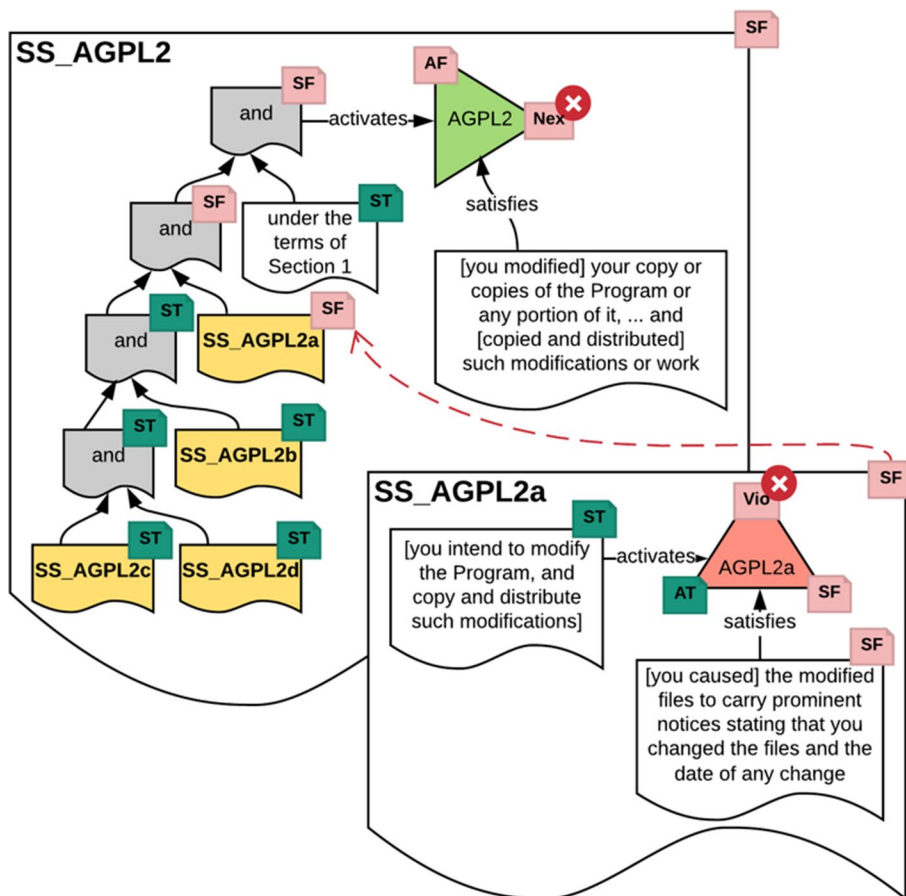 SF
SS_AGPL2
SF
and
activates
AF
AGPL2
Nex
SF
and
ST
under the
terms of
Section 1
satisfies
[you modified] your copy or
copies of the Program or
any portion of it, ... and
[copied and distributed]
such modifications or work
ST
and
SF
SS_AGPL2a
ST
and
ST
SS_AGPL2b
ST
SS_AGPL2c
ST
SS_AGPL2d
SF
SS_AGPL2a
ST
[you intend to modify
the Program, and
copy and distribute
such modifications]
activates
Vio
AGPL2a
AT
SF
satisfies
SF
[you caused] the modified
files to carry prominent
notices stating that you
changed the files and the
date of any change